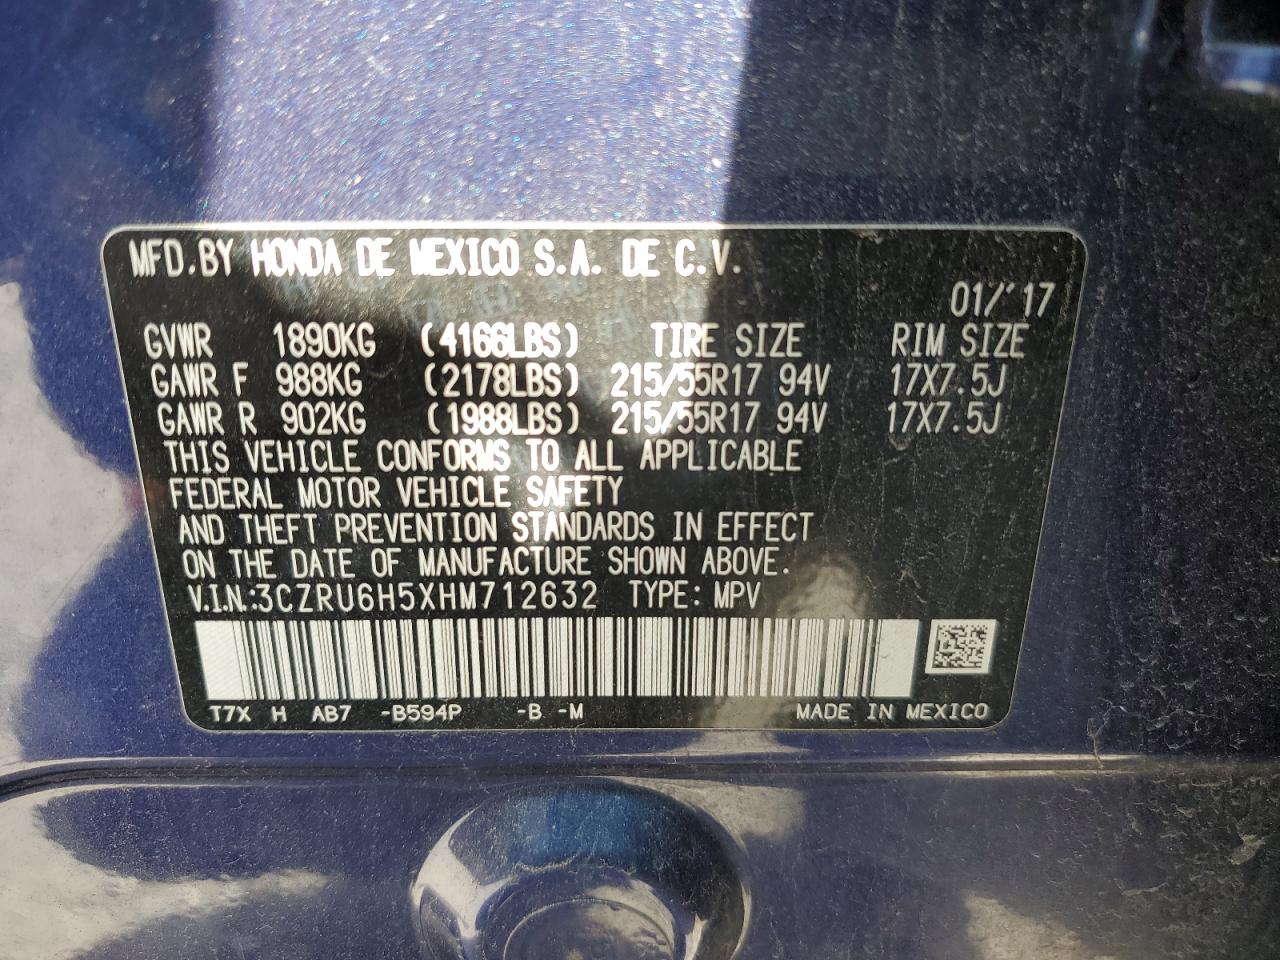 MFD.BY HONDA DE MEXICO S.A. DE C.V.
01/'17
GVWR 1890KG (4166LBS) TIRE SIZE RIM SIZE
GAWR F 988KG (2178LBS) 215/55R17 94V 17X7.5J
GAWR R 902KG (1988LBS) 215/55R17 94V 17X7.5J
THIS VEHICLE CONFORMS TO ALL APPLICABLE
FEDERAL MOTOR VEHICLE SAFETY
AND THEFT PREVENTION STANDARDS IN EFFECT
ON THE DATE OF MANUFACTURE SHOWN ABOVE.
V.I.N.:3CZRU6H5XHM712632 TYPE: MPV
T7X H AB7 -B594P -B -M MADE IN MEXICO